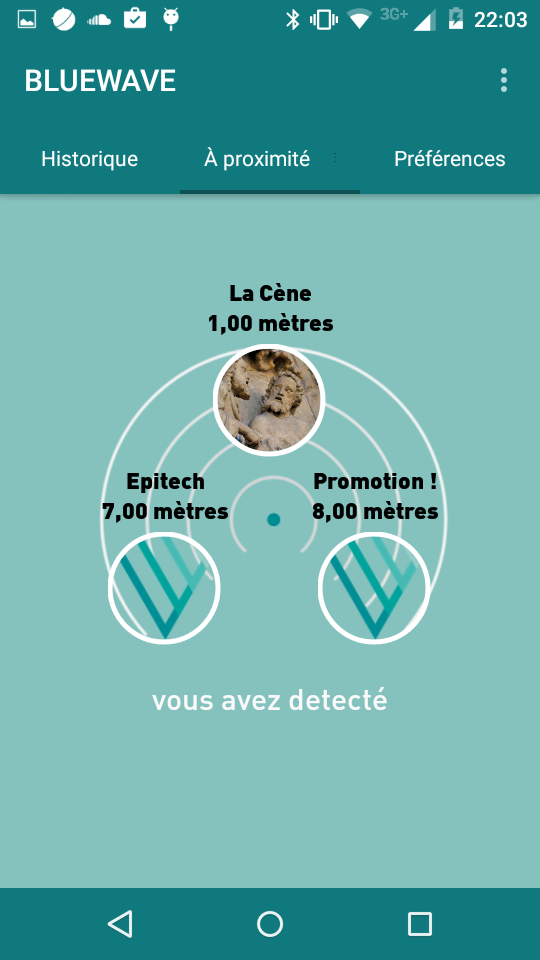 3G+ 22:03
BLUEWAVE
Historique À proximité Préférences
La Cène
1,00 mètres
Epitech Promotion !
7,00 mètres 8,00 mètres
vous avez detecté